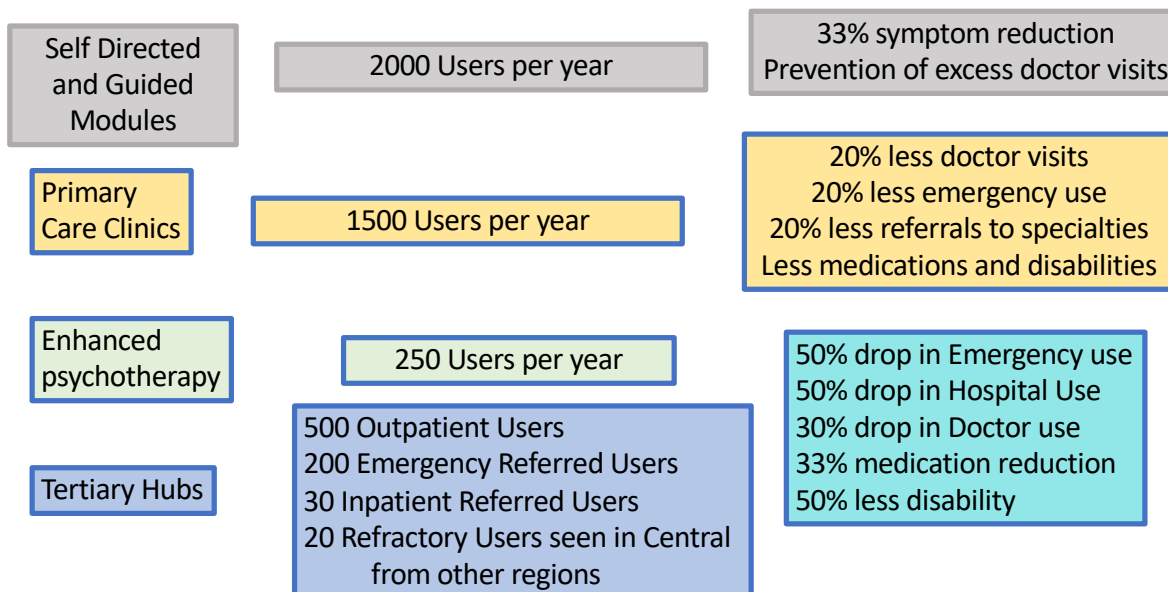 Self Directed
and Guided
Modules
2000 Users per year
33% symptom reduction
Prevention of excess doctor visits
Primary
Care Clinics
1500 Users per year
20% less doctor visits
20% less emergency use
20% less referrals to specialties
Less medications and disabilities
Enhanced
psychotherapy
250 Users per year
50% drop in Emergency use
50% drop in Hospital Use
30% drop in Doctor use
33% medication reduction
50% less disability
Tertiary Hubs
500 Outpatient Users
200 Emergency Referred Users
30 Inpatient Referred Users
20 Refractory Users seen in Central
from other regions